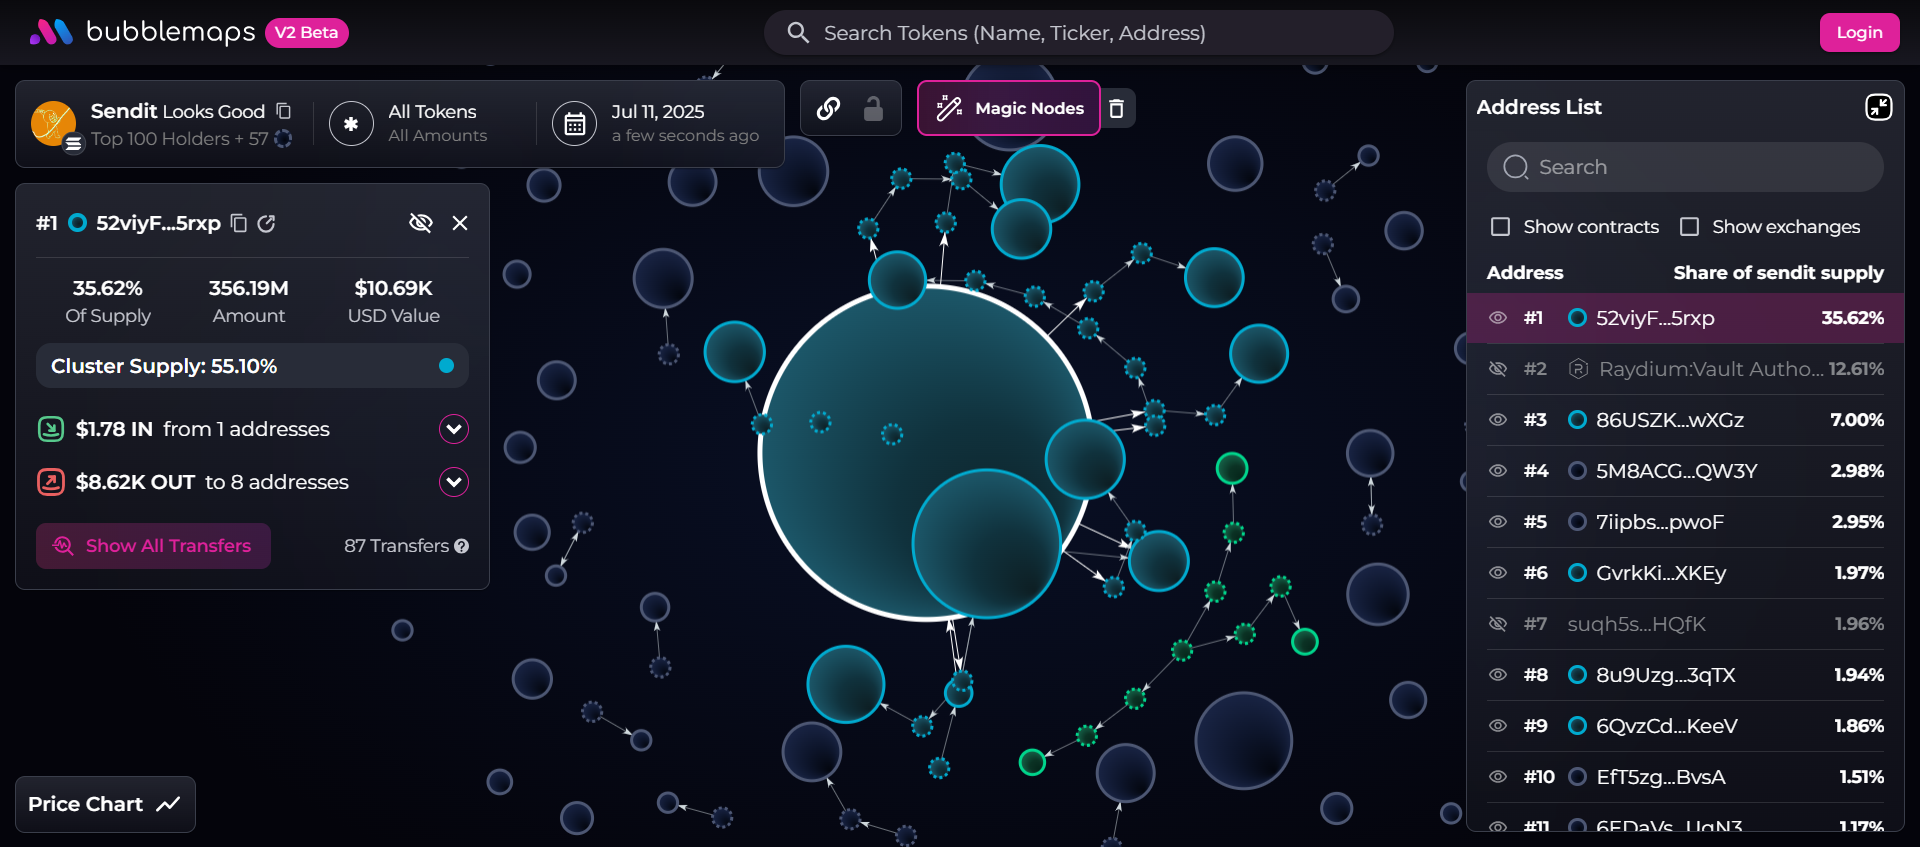 bubblemaps V2 Beta
Search Tokens (Name, Ticker, Address)
Login
Sendit Looks Good
Top 100 Holders + 57
All Tokens
All Amounts
Jul 11, 2025
a few seconds ago
Magic Nodes
#1 52viyF...5rxp
35.62% 356.19M $10.69K
Of Supply Amount USD Value
Cluster Supply: 55.10%
$1.78 IN from 1 addresses
$8.62K OUT to 8 addresses
Show All Transfers 87 Transfers
Price Chart
Address List
Search
Show contracts Show exchanges
Address Share of sendit supply
#1 52viyF...5rxp 35.62%
#2 Raydium:Vault Autho... 12.61%
#3 86USZK...wXGz 7.00%
#4 5M8ACG...QW3Y 2.98%
#5 7iipbs...pwoF 2.95%
#6 GvrkKi...XKEy 1.97%
#7 suqh5s...HQfK 1.96%
#8 8u9Uzg...3qTX 1.94%
#9 6QvzCd...KeeV 1.86%
#10 EfT5zg...BvsA 1.51%
#11 1.17%